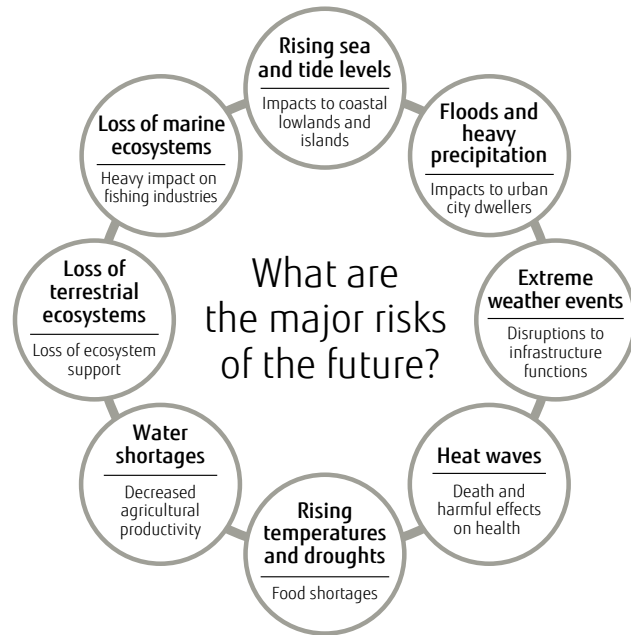 Rising sea
and tide levels
Impacts to coastal
lowlands and
islands
Floods and
heavy
precipitation
Impacts to urban
city dwellers
Extreme
weather events
Disruptions to
infrastructure
functions
Heat waves
Death and
harmful effects
on health
Rising
temperatures
and droughts
Food shortages
Water
shortages
Decreased
agricultural
productivity
Loss of
terrestrial
ecosystems
Loss of ecosystem
support
Loss of marine
ecosystems
Heavy impact on
fishing industries
What are
the major risks
of the future?